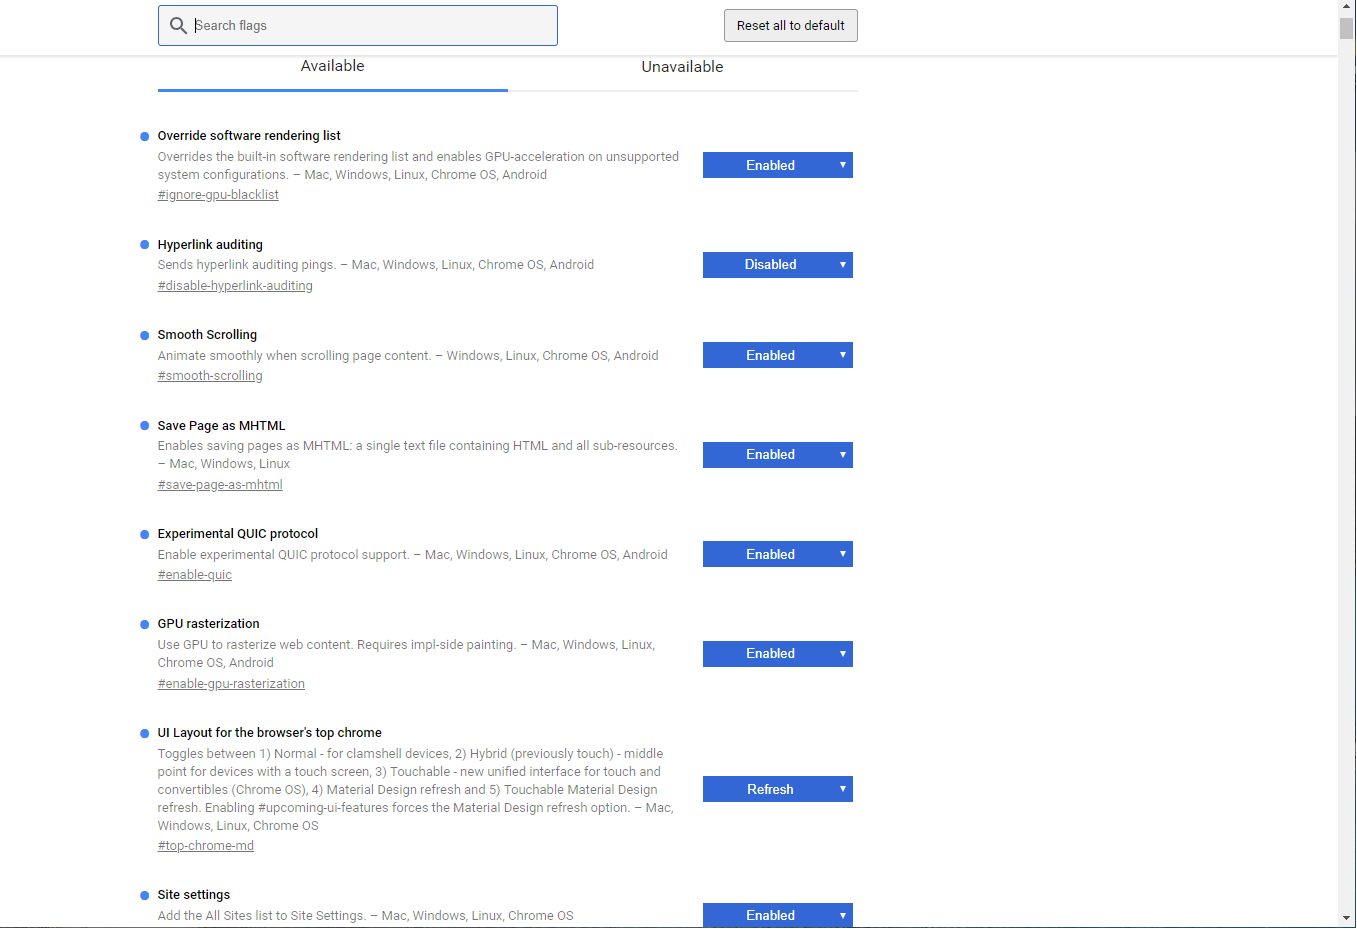 Search flags
Reset all to default
Available
Unavailable
Override software rendering list
Overrides the built-in software rendering list and enables GPU-acceleration on unsupported
system configurations. – Mac, Windows, Linux, Chrome OS, Android
#ignore-gpu-blacklist
Enabled
Hyperlink auditing
Sends hyperlink auditing pings. – Mac, Windows, Linux, Chrome OS, Android
#disable-hyperlink-auditing
Disabled
Smooth Scrolling
Animate smoothly when scrolling page content. – Windows, Linux, Chrome OS, Android
#smooth-scrolling
Enabled
Save Page as MHTML
Enables saving pages as MHTML: a single text file containing HTML and all sub-resources.
– Mac, Windows, Linux
#save-page-as-mhtml
Enabled
Experimental QUIC protocol
Enable experimental QUIC protocol support. – Mac, Windows, Linux, Chrome OS, Android
#enable-quic
Enabled
GPU rasterization
Use GPU to rasterize web content. Requires impl-side painting. – Mac, Windows, Linux,
Chrome OS, Android
#enable-gpu-rasterization
Enabled
UI Layout for the browser's top chrome
Toggles between 1) Normal - for clamshell devices, 2) Hybrid (previously touch) - middle
point for devices with a touch screen, 3) Touchable - new unified interface for touch and
convertibles (Chrome OS), 4) Material Design refresh and 5) Touchable Material Design
refresh. Enabling #upcoming-ui-features forces the Material Design refresh option. – Mac,
Windows, Linux, Chrome OS
#top-chrome-md
Refresh
Site settings
Add the All Sites list to Site Settings. – Mac, Windows, Linux, Chrome OS
Enabled